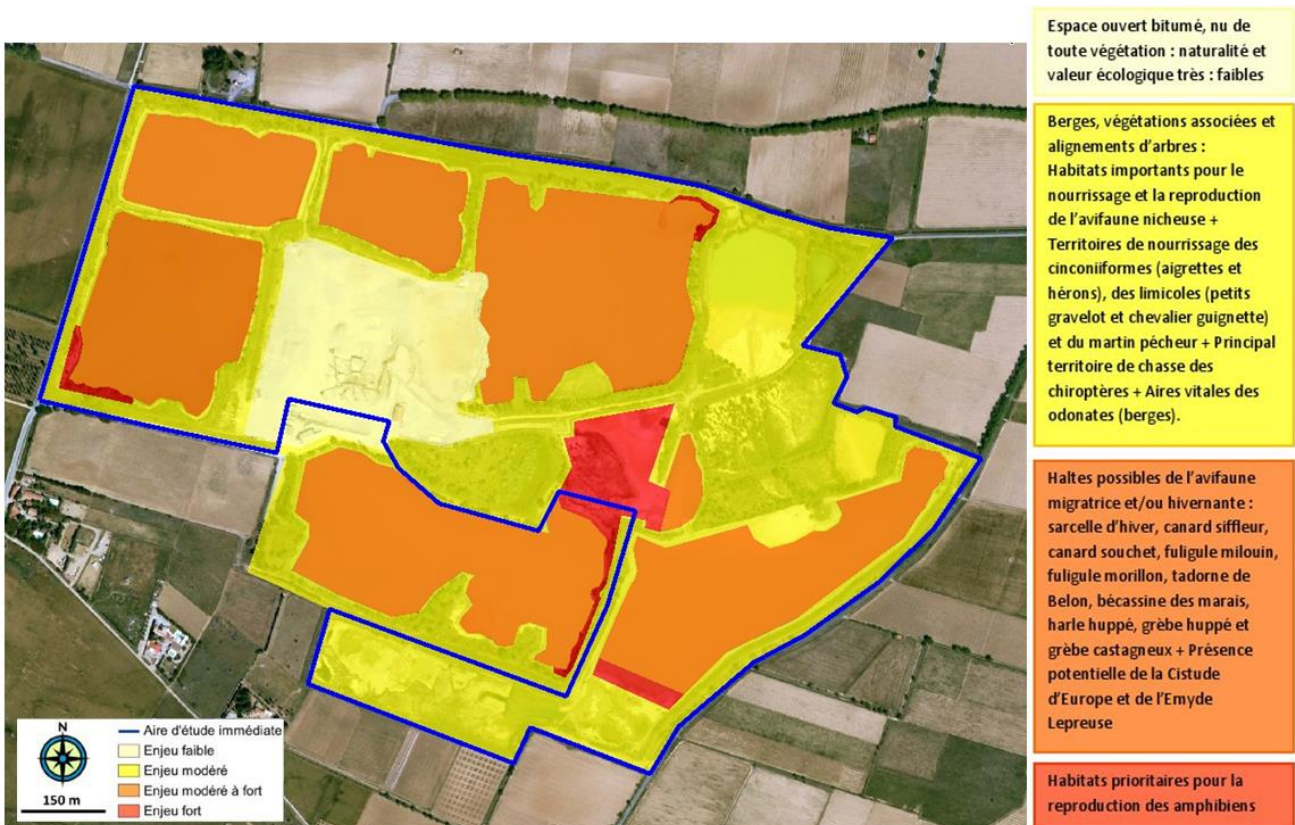 Espace ouvert bitumé, nu de
toute végétation : naturalité et
valeur écologique très : faibles
Berges, végétations associées et
alignements d'arbres :
Habitats importants pour le
nourrissage et la reproduction
de l'avifaune nicheuse +
Territoires de nourrissage des
cinconiiformes (aigrettes et
hérons), des limicoles (petits
gravelot et chevalier guignette)
et du martin pécheur + Principal
territoire de chasse des
chiroptères + Aires vitales des
odonates (berges).
Haltes possibles de l'avifaune
migratrice et/ou hivernante :
sarcelle d'hiver, canard siffleur,
canard souchet, fuligule milouin,
fuligule morillon, tadorne de
Belon, bécassine des marais,
harle huppé, grèbe huppé et
grèbe castagneux + Présence
potentielle de la Cistude
d'Europe et de l'Emyde
Lepreuse
Habitats prioritaires pour la
reproduction des amphibiens
N
150 m
Aire d'étude immédiate
Enjeu faible
Enjeu modéré
Enjeu modéré à fort
Enjeu fort